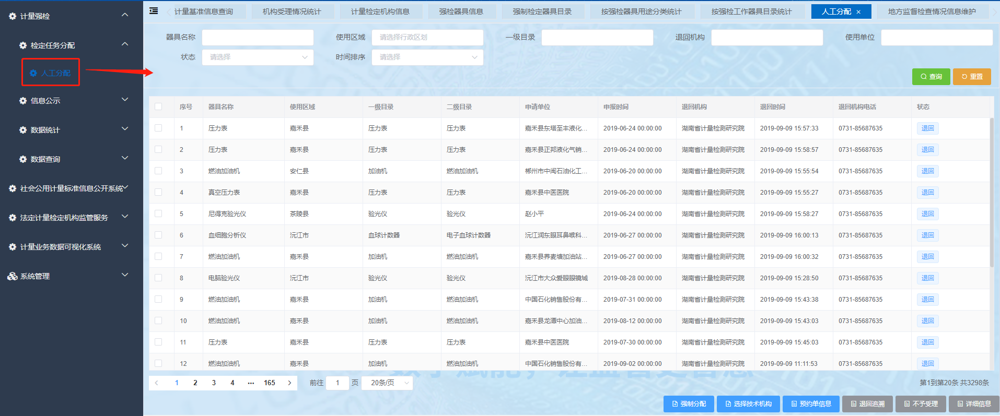 计量强检
检定任务分配
人工分配
信息公示
数据统计
数据查询
社会公用计量标准信息公开系统
法定计量检定机构监管服务
计量业务数据可视化系统
系统管理
计量基准信息查询 机构受理情况统计 计量检定机构信息 强检器具信息 强制检定器具目录 按强检器具用途分类统计 按强检工作器具目录统计 人工分配 × 地方监督检查情况信息维护
器具名称 使用区域 请选择行政区划 一级目录 退回机构 使用单位
状态 请选择 时间排序 请选择
查询 重置
序号 器具名称 使用区域 一级目录 二级目录 申请单位 申报时间 退回机构 退回时间 退回机构电话 状态
1 压力表 嘉禾县 压力表 压力表 嘉禾县东塔至丰液化... 2019-06-24 00:00:00 湖南省计量检测研究院 2019-09-09 15:57:33 0731-85687635 退回
2 压力表 嘉禾县 压力表 压力表 嘉禾县正邦液化气销... 2019-06-24 00:00:00 湖南省计量检测研究院 2019-09-09 15:58:57 0731-85687635 退回
3 燃油加油机 安仁县 加油机 燃油加油机 郴州市中闽石油化工... 2019-06-20 00:00:00 湖南省计量检测研究院 2019-09-09 15:55:54 0731-85687635 退回
4 真空压力表 嘉禾县 压力表 压力表 嘉禾县中医医院 2019-06-20 00:00:00 湖南省计量检测研究院 2019-09-09 15:55:27 0731-85687635 退回
5 尼得克验光仪 茶陵县 验光仪 验光仪 赵小平 2019-06-24 00:00:00 湖南省计量检测研究院 2019-09-09 15:58:27 0731-85687635 退回
6 血细胞分析仪 沅江市 血球计数器 电子血球计数器 沅江润东眼耳鼻喉科... 2019-06-27 00:00:00 湖南省计量检测研究院 2019-09-09 16:00:13 0731-85687635 退回
7 燃油加油机 嘉禾县 加油机 燃油加油机 嘉禾县荞麦塘加油站... 2019-06-27 00:00:00 湖南省计量检测研究院 2019-09-09 16:00:32 0731-85687635 退回
8 电脑验光仪 沅江市 验光仪 验光仪 沅江市大众爱眼眼镜城 2019-08-28 00:00:00 湖南省计量检测研究院 2019-09-09 15:28:50 0731-85687635 退回
9 燃油加油机 嘉禾县 加油机 燃油加油机 中国石化销售股份有... 2019-07-31 00:00:00 湖南省计量检测研究院 2019-09-09 15:43:38 0731-85687635 退回
10 燃油加油机 嘉禾县 加油机 燃油加油机 嘉禾县龙潭中心加油... 2019-08-12 00:00:00 湖南省计量检测研究院 2019-09-09 15:43:03 0731-85687635 退回
11 压力表 嘉禾县 压力表 压力表 嘉禾县中医医院 2019-07-30 00:00:00 湖南省计量检测研究院 2019-09-09 15:45:03 0731-85687635 退回
12 燃油加油机 嘉禾县 加油机 燃油加油机 中国石化销售股份有... 2019-09-02 00:00:00 湖南省计量检测研究院 2019-09-09 11:11:53 0731-85687635 退回
1 2 3 4 ... 165 前往 1 页 20条/页 第1到第20条 共3298条
强制分配 选择技术机构 预约单信息 退回追溯 不予受理 详细信息